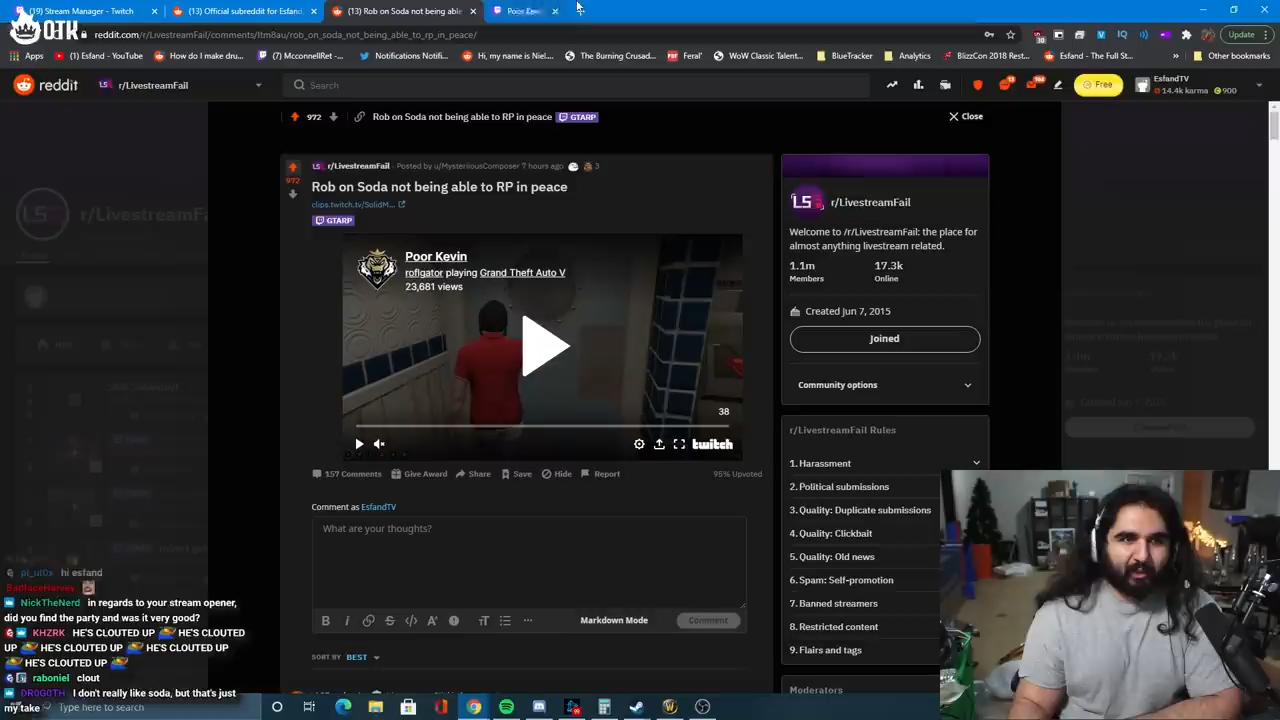 (19) Stream Manager - Twitch
(13) Official subreddit for Esfand
(13) Rob on Soda not being able
Poor Kevin
OTK
reddit.com/r/LivestreamFail/comments/ltm8au/rob_on_soda_not_being_able_to_rp_in_peace/
Update
Apps
(1) Esfand - YouTube
How do I make dru...
(7) McconnellRet -...
Notifications Notifi...
Hi, my name is Niel...
The Burning Crusad...
Feral'
WoW Classic Talent...
BlueTracker
Analytics
BlizzCon 2018 Rest...
Esfand - The Full St...
»
Other bookmarks
reddit
r/LivestreamFail
Search
Free
EsfandTV
14.4k karma 900
972
Rob on Soda not being able to RP in peace
GTARP
Close
972
r/LivestreamFail · Posted by u/MysteriiousComposer 7 hours ago 3
Rob on Soda not being able to RP in peace
clips.twitch.tv/SolidM...
GTARP
Poor Kevin
roflgator playing Grand Theft Auto V
23,681 views
38
twitch
157 Comments
Give Award
Share
Save
Hide
Report
95% Upvoted
Comment as EsfandTV
What are your thoughts?
Markdown Mode
Comment
SORT BY BEST
LSF
r/LivestreamFail
Welcome to /r/LivestreamFail: the place for
almost anything livestream related.
1.1m
17.3k
Members
Online
Created Jun 7, 2015
Joined
Community options
r/LivestreamFail Rules
1. Harassment
2. Political submissions
3. Quality: Duplicate submissions
4. Quality: Clickbait
5. Quality: Old news
6. Spam: Self-promotion
7. Banned streamers
8. Restricted content
9. Flairs and tags
Moderators
hi esfand
BadfaceHarvey
NickTheNerd in regards to your stream opener,
did you find the party and was it very good?
KHZRK HE'S CLOUTED UP HE'S CLOUTED
UP HE'S CLOUTED UP HE'S CLOUTED UP
HE'S CLOUTED UP
raboniel clout
DR0G0TH I don't really like soda, but that's just
my take
Type here to search